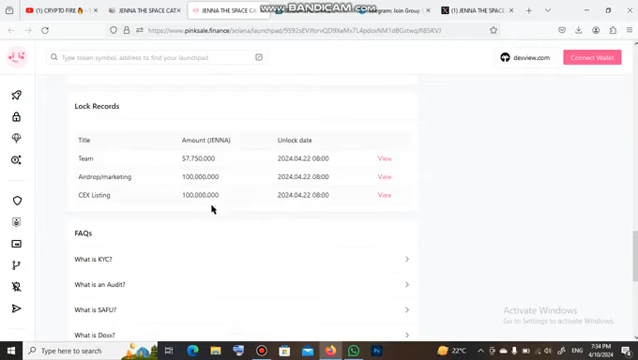 WWW.BANDICAM.COM
CRYPTO FIRE
JENNA THE SPACE CAT
JENNA THE SPACE
Telegram: Join Group
JENNA THE SPACE
https://www.pinksale.finance/solana/launchpad/
Type token symbol, address to find your launchpad
dexview.com
Connect Wallet
Lock Records
Title Amount (JENNA) Unlock date
Team 57,750,000 2024.04.22 08:00 View
Airdrop/marketing 100,000,000 2024.04.22 08:00 View
CEX Listing 100,000,000 2024.04.22 08:00 View
FAQs
What is KYC?
What is an Audit?
What is SAFU?
What is Doxx?
Activate Windows
Go to Settings to activate Windows.
Type here to search
22°C
7:34 PM
4/10/2024